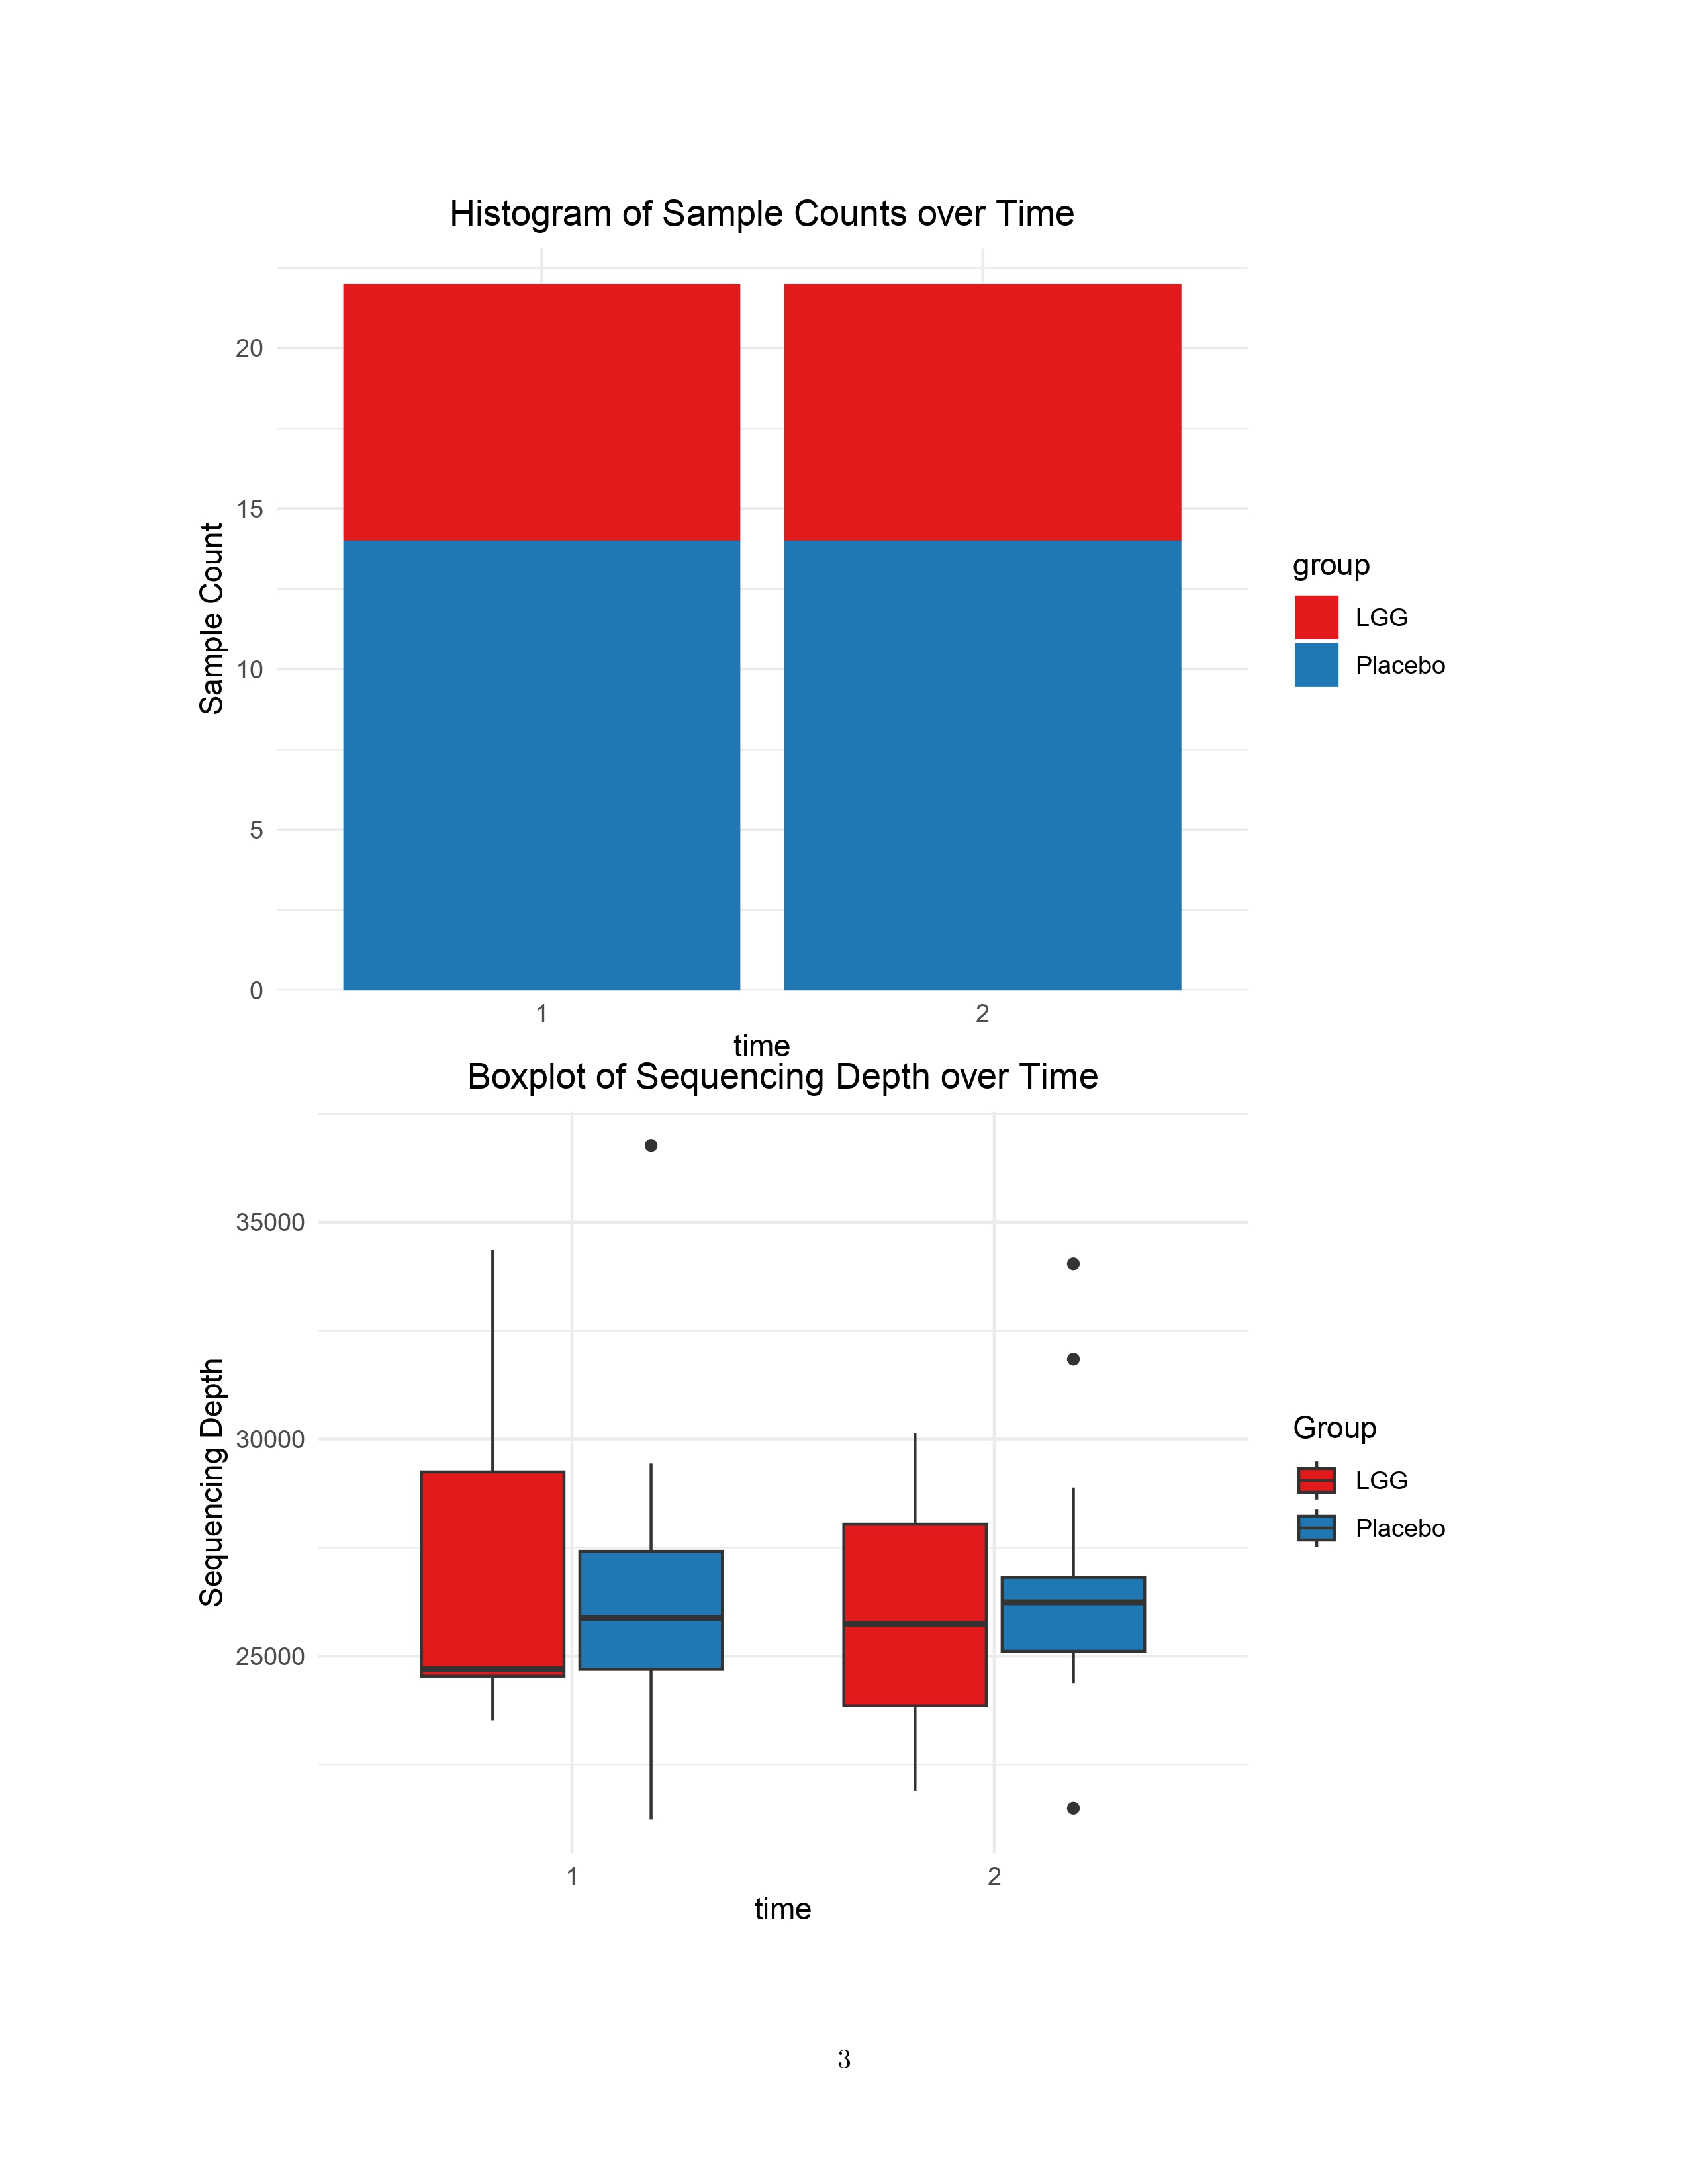 Histogram of Sample Counts over Time
20
15
10
5
0
Sample Count
1
2
time
group
LGG
Placebo
Boxplot of Sequencing Depth over Time
35000
30000
25000
Sequencing Depth
1
2
time
Group
LGG
Placebo
3